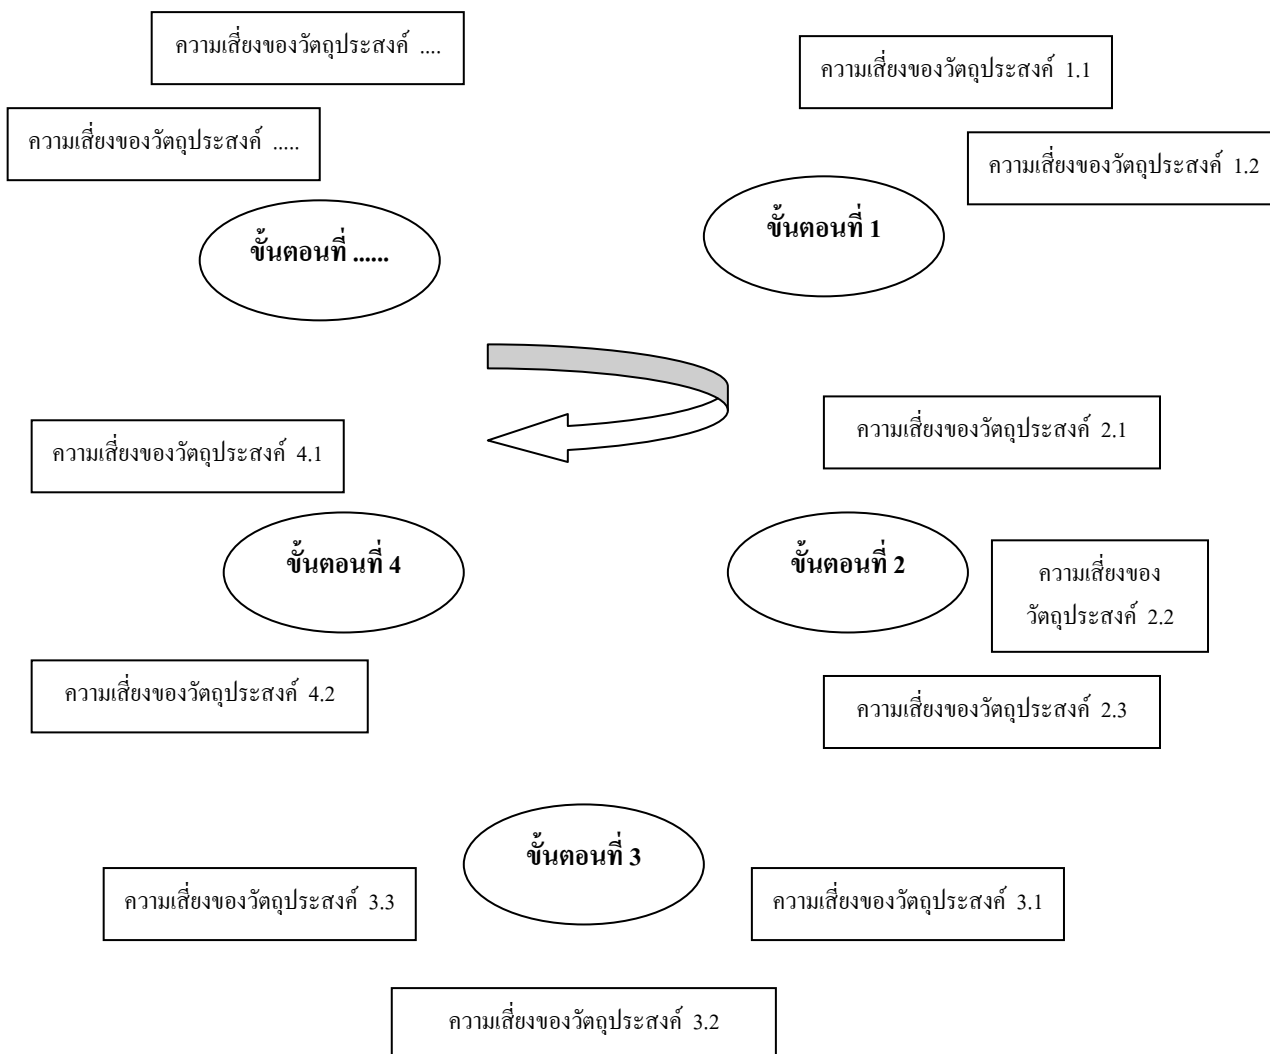 ความเสี่ยงของวัตถุประสงค์ ....
ความเสี่ยงของวัตถุประสงค์ 1.1
ความเสี่ยงของวัตถุประสงค์ .....
ความเสี่ยงของวัตถุประสงค์ 1.2
ขั้นตอนที่ 1
ขั้นตอนที่ ......
ความเสี่ยงของวัตถุประสงค์ 2.1
ความเสี่ยงของวัตถุประสงค์ 4.1
ขั้นตอนที่ 4
ขั้นตอนที่ 2
ความเสี่ยงของ
วัตถุประสงค์ 2.2
ความเสี่ยงของวัตถุประสงค์ 4.2
ความเสี่ยงของวัตถุประสงค์ 2.3
ขั้นตอนที่ 3
ความเสี่ยงของวัตถุประสงค์ 3.3
ความเสี่ยงของวัตถุประสงค์ 3.1
ความเสี่ยงของวัตถุประสงค์ 3.2